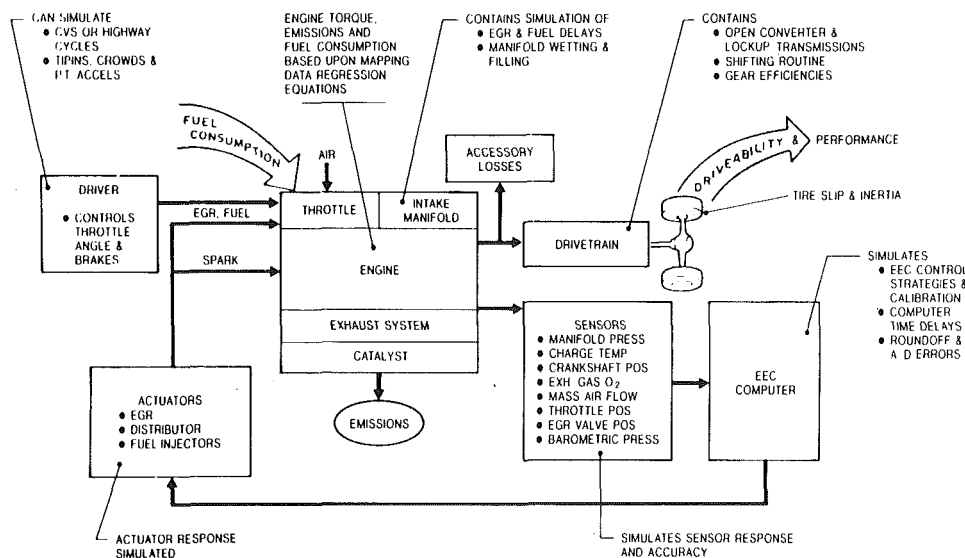 CAN SIMULATE
● CVS OR HIGHWAY
CYCLES
● TIPINS, CROWDS &
PT ACCELS
ENGINE TORQUE,
EMISSIONS AND
FUEL CONSUMPTION
BASED UPON MAPPING
DATA REGRESSION
EQUATIONS
CONTAINS SIMULATION OF
● EGR & FUEL DELAYS
● MANIFOLD WETTING &
FILLING
CONTAINS
● OPEN CONVERTER &
LOCKUP TRANSMISSIONS
● SHIFTING ROUTINE
● GEAR EFFICIENCIES
FUEL
CONSUMPTION
AIR
ACCESSORY
LOSSES
DRIVEABILITY &
PERFORMANCE
TIRE SLIP & INERTIA
DRIVER
● CONTROLS
THROTTLE
ANGLE &
BRAKES
EGR, FUEL
SPARK
THROTTLE
INTAKE
MANIFOLD
ENGINE
EXHAUST SYSTEM
CATALYST
EMISSIONS
DRIVETRAIN
SIMULATES
● EEC CONTROL
STRATEGIES &
CALIBRATION
● COMPUTER
TIME DELAYS
● ROUNDOFF &
A D ERRORS
SENSORS
● MANIFOLD PRESS
● CHARGE TEMP
● CRANKSHAFT POS
● EXH GAS O₂
● MASS AIR FLOW
● THROTTLE POS
● EGR VALVE POS
● BAROMETRIC PRESS
EEC
COMPUTER
ACTUATORS
● EGR
● DISTRIBUTOR
● FUEL INJECTORS
ACTUATOR RESPONSE
SIMULATED
SIMULATES SENSOR RESPONSE
AND ACCURACY